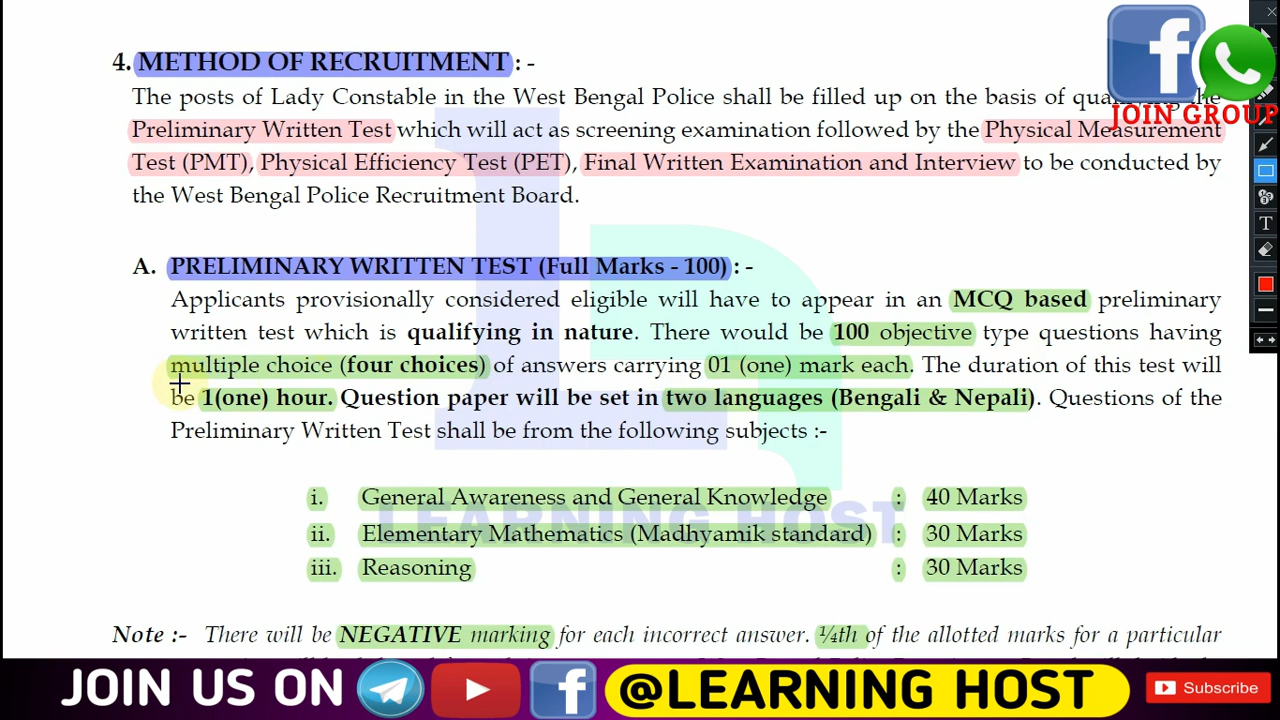 4. METHOD OF RECRUITMENT : -
The posts of Lady Constable in the West Bengal Police shall be filled up on the basis of qualifying the
JOIN GROUP
Preliminary Written Test which will act as screening examination followed by the Physical Measurement
Test (PMT), Physical Efficiency Test (PET), Final Written Examination and Interview to be conducted by
the West Bengal Police Recruitment Board.
A. PRELIMINARY WRITTEN TEST (Full Marks - 100) : -
Applicants provisionally considered eligible will have to appear in an MCQ based preliminary
written test which is qualifying in nature. There would be 100 objective type questions having
multiple choice (four choices) of answers carrying 01 (one) mark each. The duration of this test will
be 1(one) hour. Question paper will be set in two languages (Bengali & Nepali). Questions of the
Preliminary Written Test shall be from the following subjects :-
i. General Awareness and General Knowledge : 40 Marks
LEARNING HOST
ii. Elementary Mathematics (Madhyamik standard) : 30 Marks
iii. Reasoning : 30 Marks
Note :- There will be NEGATIVE marking for each incorrect answer. ¼th of the allotted marks for a particular
JOIN US ON @LEARNING HOST Subscribe